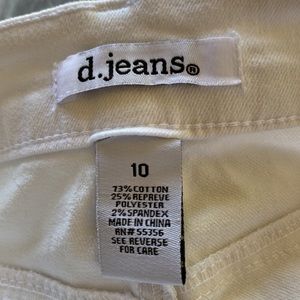 d.jeans®
10
73% COTTON
25% REPREVE
POLYESTER
2% SPANDEX
MADE IN CHINA
RN# 55356
SEE REVERSE
FOR CARE